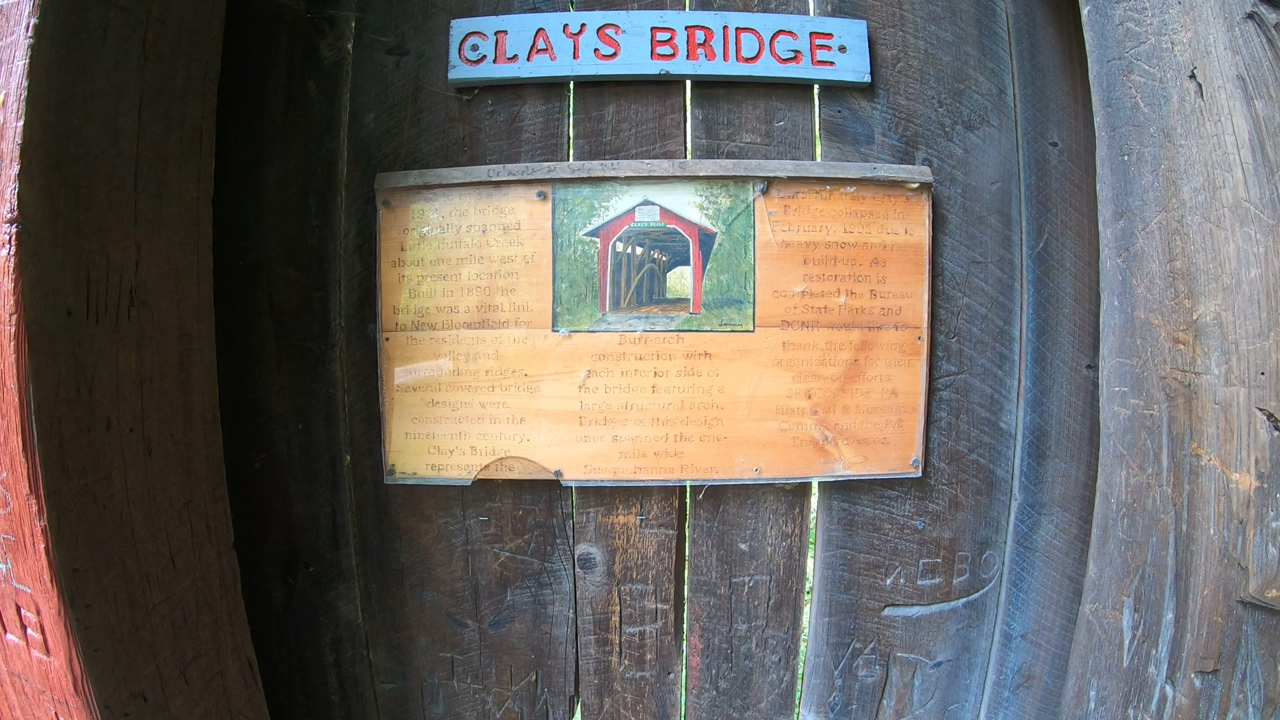 CLAYS BRIDGE
the bridge
originally spanned
Creek
about one mile west of
its present location.
Built in 1890, the
bridge was a vital link
to New Bloomfield for
the residents of the
valley and
surrounding ridges.
Several covered bridge
designs were
constructed in the
nineteenth century.
Clay's Bridge
represents the
CLAY'S BRIDGE
Burr-arch
construction with
each interior side of
the bridge featuring a
large structural arch.
Bridges of this design
once spanned the one-
mile wide
Susquehanna River.
Bridge collapsed in
February, due to
heavy snow and
build-up. As
restoration is
completed the Bureau
of State Parks and
DCNR would like to
thank the following
organizations for their
efforts
PA
Historical & Museum